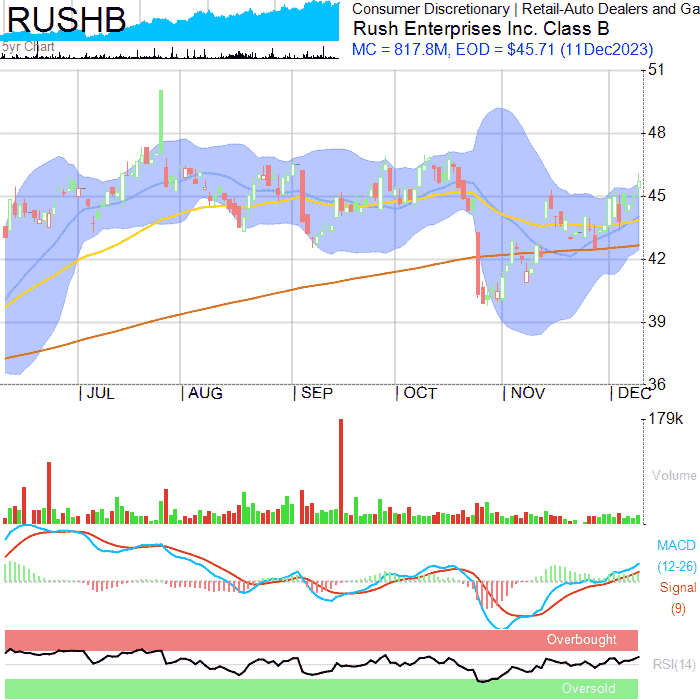 RUSHB
5yr Chart
Consumer Discretionary | Retail-Auto Dealers and Ga
Rush Enterprises Inc. Class B
MC = 817.8M, EOD = $45.71 (11Dec2023)
51
48
45
42
39
36
| JUL | AUG | SEP | OCT | NOV | DEC
179k
Volume
MACD
(12-26)
Signal
(9)
Overbought
RSI(14)
Oversold